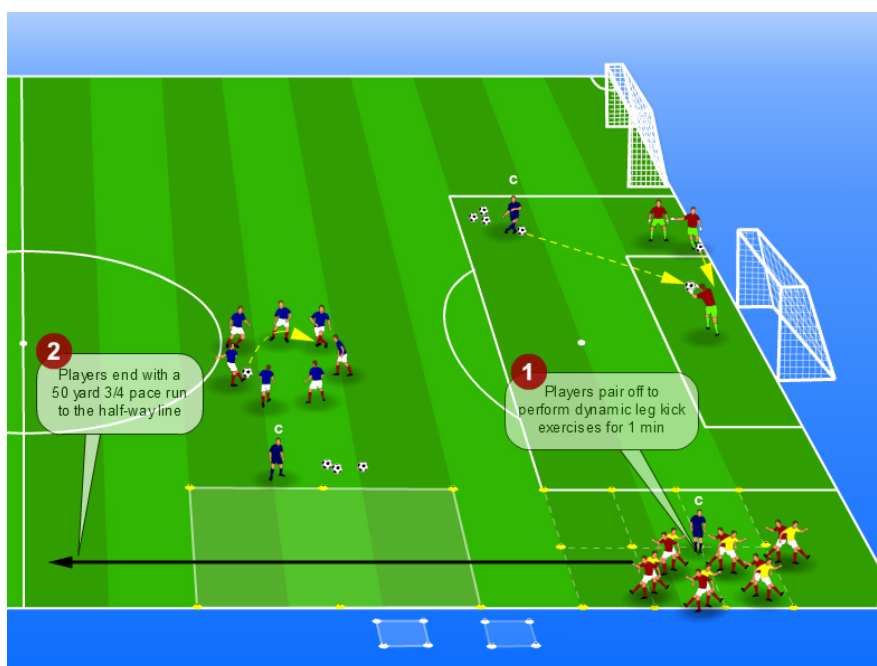 C
2
Players end with a
50 yard 3/4 pace run
to the half-way line
1
Players pair off to
perform dynamic leg kick
exercises for 1 min
C
C